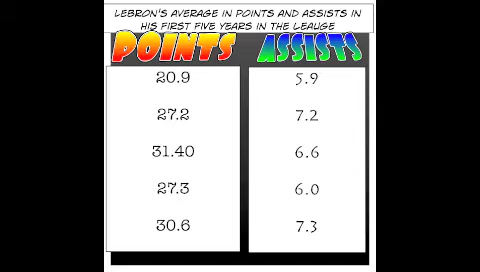 LEBRON'S AVERAGE IN POINTS AND ASSISTS IN
HIS FIRST FIVE YEARS IN THE LEAUGE
POINTS ASSISTS
20.9 5.9
27.2 7.2
31.40 6.6
27.3 6.0
30.6 7.3